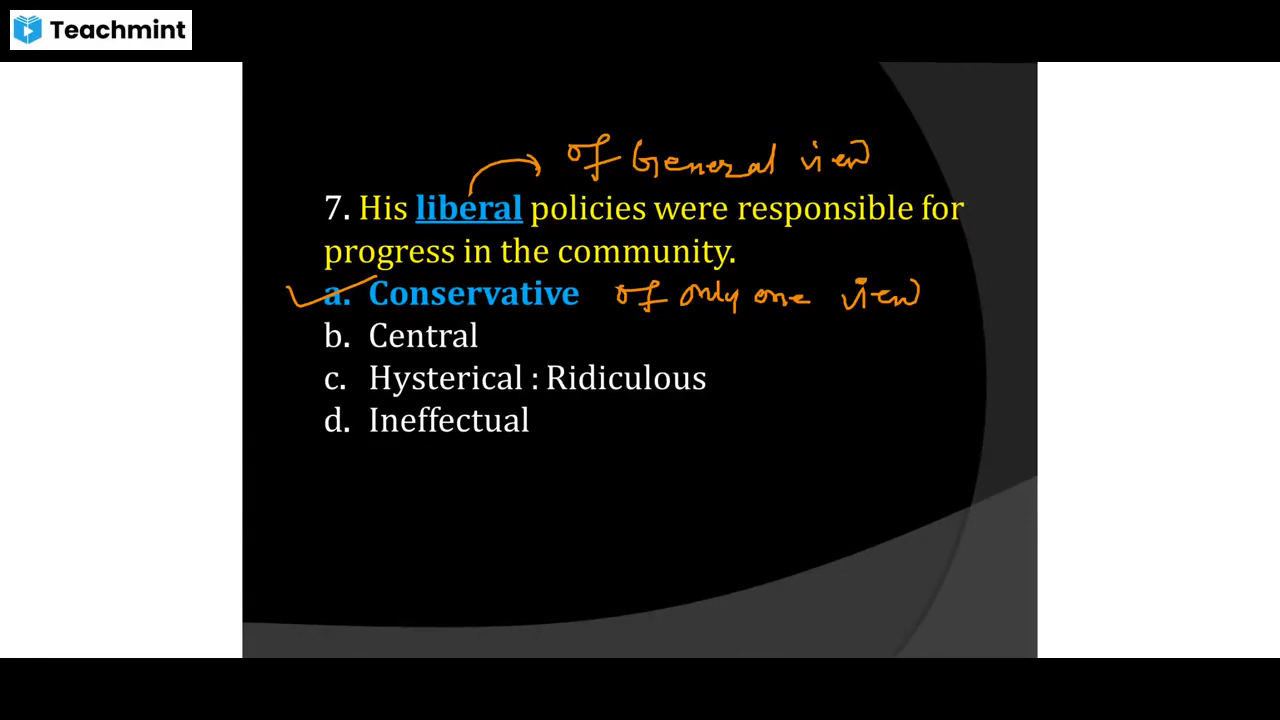 Teachmint
of General view
7. His liberal policies were responsible for
progress in the community.
a. Conservative of only one view
b. Central
c. Hysterical : Ridiculous
d. Ineffectual